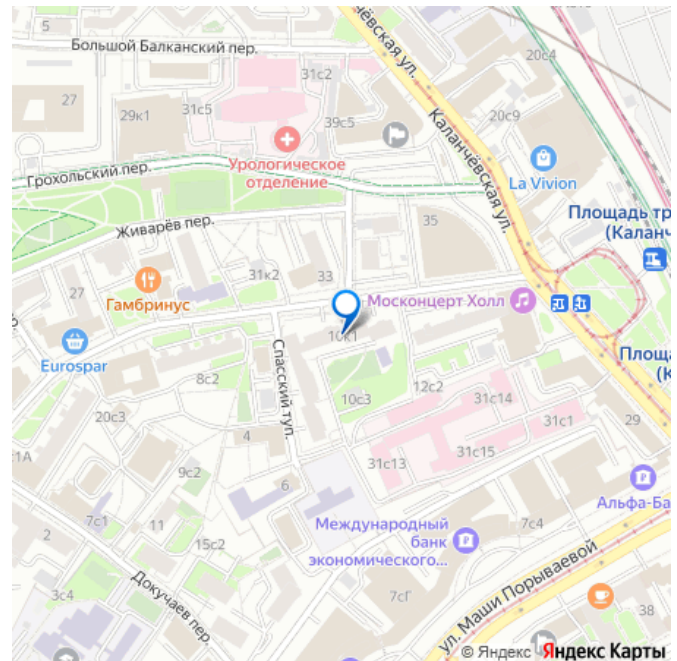 5
Большой Балканский пер.
31с2
20с4
27
29к1
31с5
39с5
Каланчёвская ул.
20с9
Урологическое
отделение
La Vivion
Грохольский пер.
Площадь тр
(Каланч
Живарёв пер.
35
27
31к2
33
Гамбринус
Москонцерт Холл
Eurospar
10к1
Площа
(К
8с2
Спасский туп.
10с3
12с2
31с14
20с3
4
31с1
29
1А
31с13
31с15
9с2
6
Альфа-Ба
7с1
11
Международный
банк
экономического...
7с4
2
15с2
Докучаев пер.
ул. Маши Порываевой
3с4
7сГ
38
© Яндекс Яндекс Карты